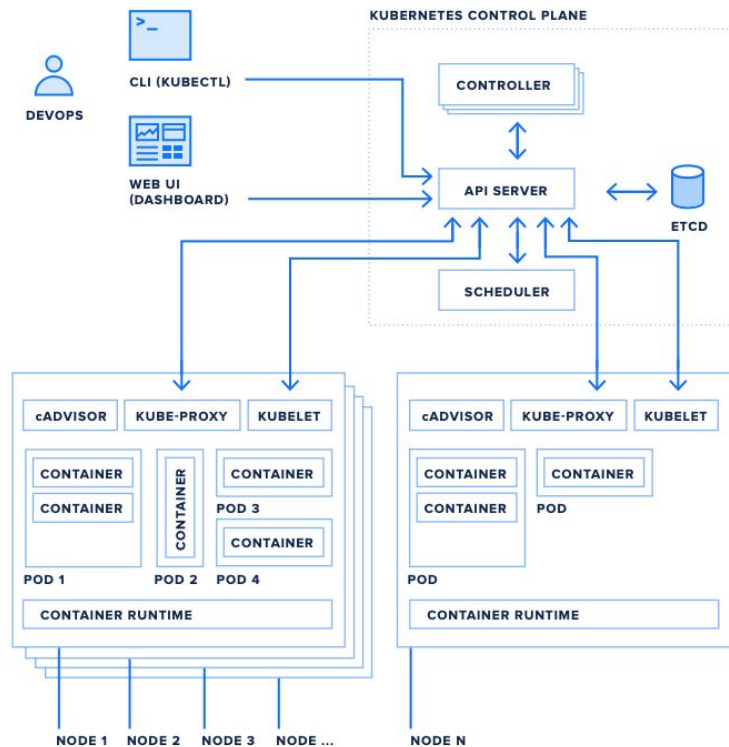 KUBERNETES CONTROL PLANE
>_
CLI (KUBECTL)
DEVOPS
WEB UI
(DASHBOARD)
CONTROLLER
API SERVER
ETCD
SCHEDULER
cADVISOR
KUBE-PROXY
KUBELET
CONTAINER
CONTAINER
POD 1
CONTAINER
POD 2
CONTAINER
POD 3
CONTAINER
POD 4
CONTAINER RUNTIME
NODE 1
NODE 2
NODE 3
NODE ...
cADVISOR
KUBE-PROXY
KUBELET
CONTAINER
CONTAINER
POD
CONTAINER
POD
CONTAINER RUNTIME
NODE N